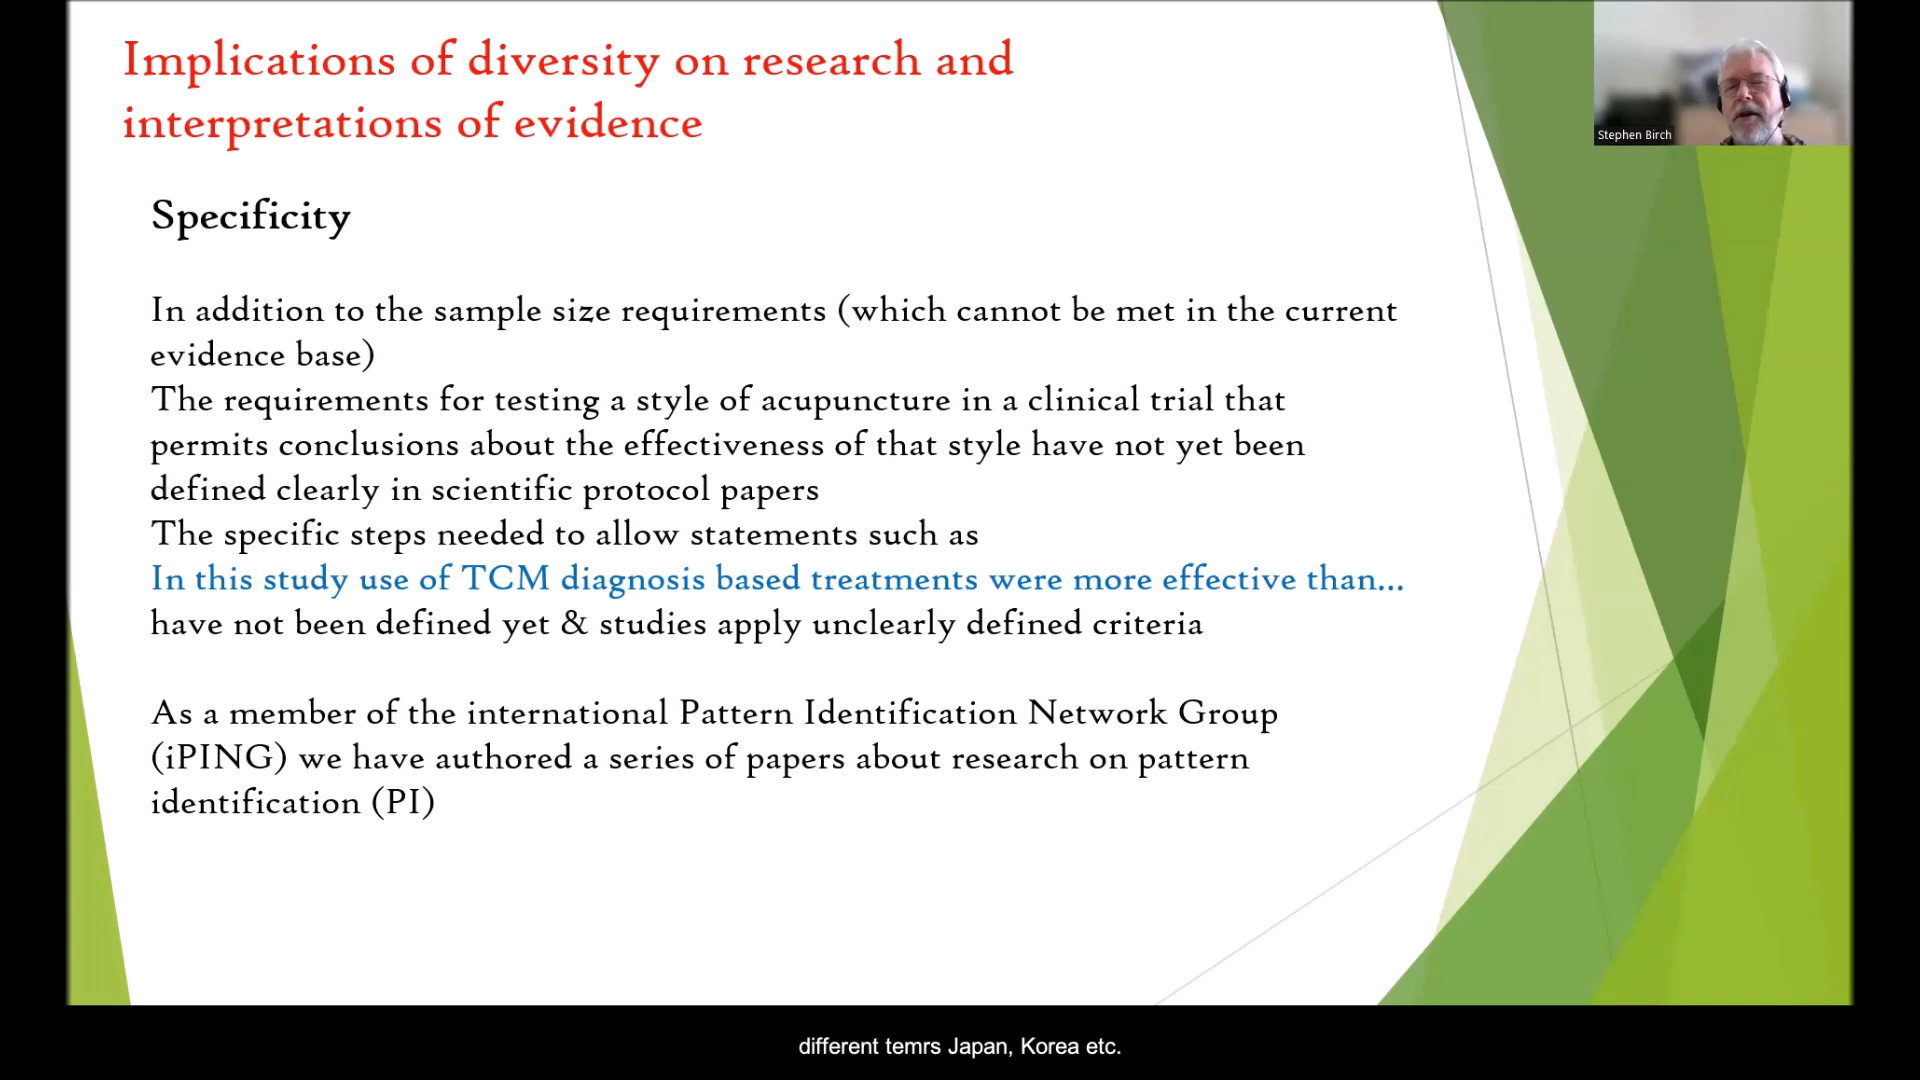 Implications of diversity on research and
interpretations of evidence
Stephen Birch
Specificity
In addition to the sample size requirements (which cannot be met in the current
evidence base)
The requirements for testing a style of acupuncture in a clinical trial that
permits conclusions about the effectiveness of that style have not yet been
defined clearly in scientific protocol papers
The specific steps needed to allow statements such as
In this study use of TCM diagnosis based treatments were more effective than...
have not been defined yet & studies apply unclearly defined criteria
As a member of the international Pattern Identification Network Group
(iPING) we have authored a series of papers about research on pattern
identification (PI)
different temrs Japan, Korea etc.